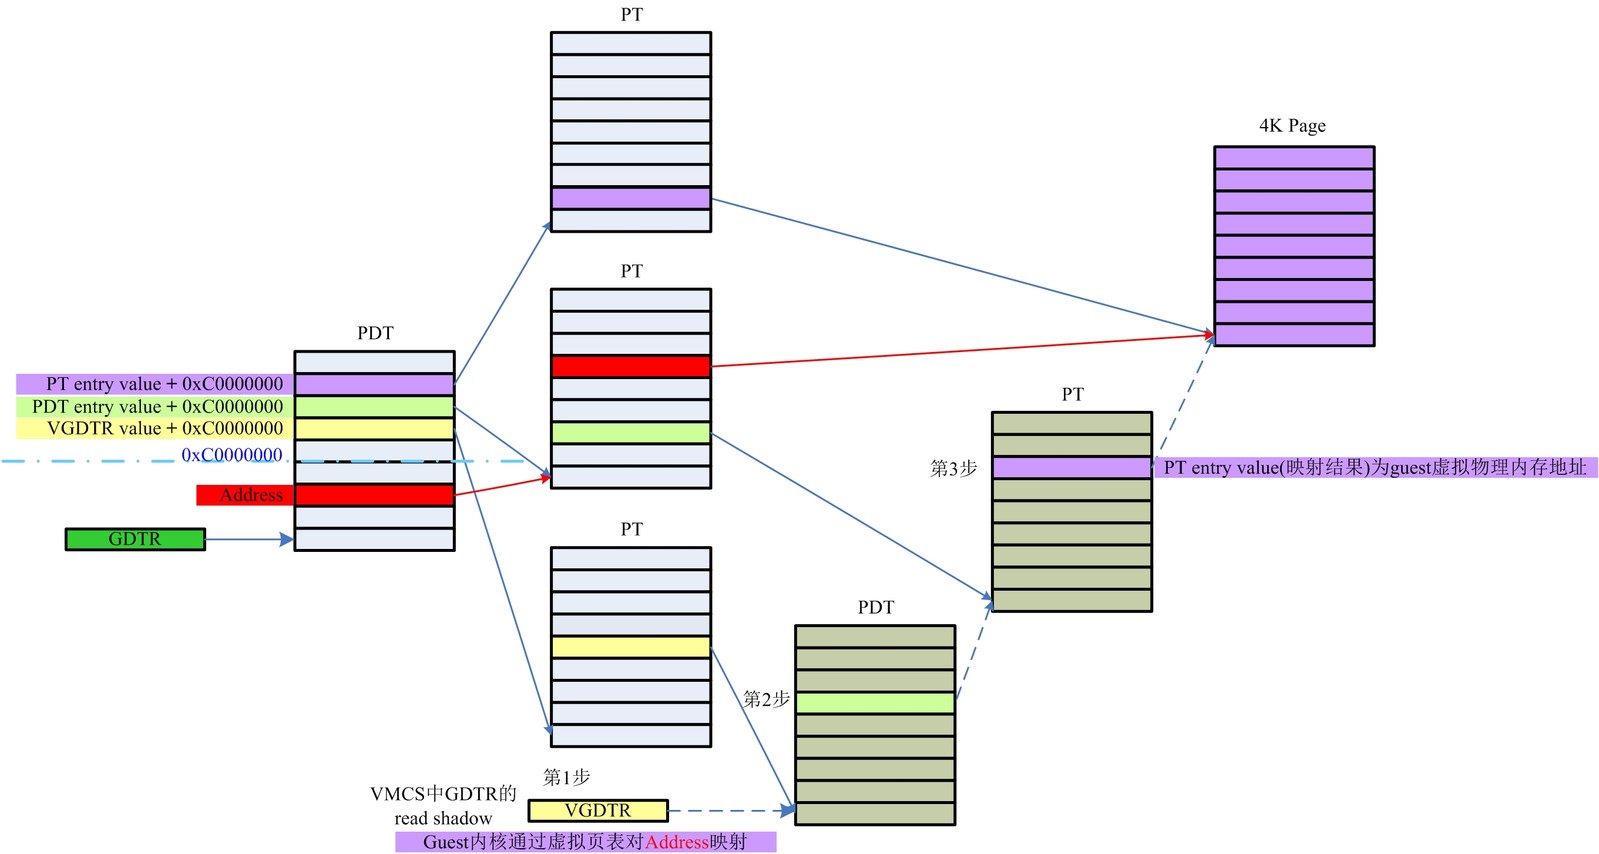 PT
4K Page
PT
PDT
PT entry value + 0xC0000000
PDT entry value + 0xC0000000
VGDTR value + 0xC0000000
0xC0000000
Address
GDTR
PT
第3步
PT entry value(映射结果)为guest虚拟物理内存地址
PT
PDT
第2步
第1步
VMCS中GDTR的
read shadow
VGDTR
Guest内核通过虚拟页表对Address映射